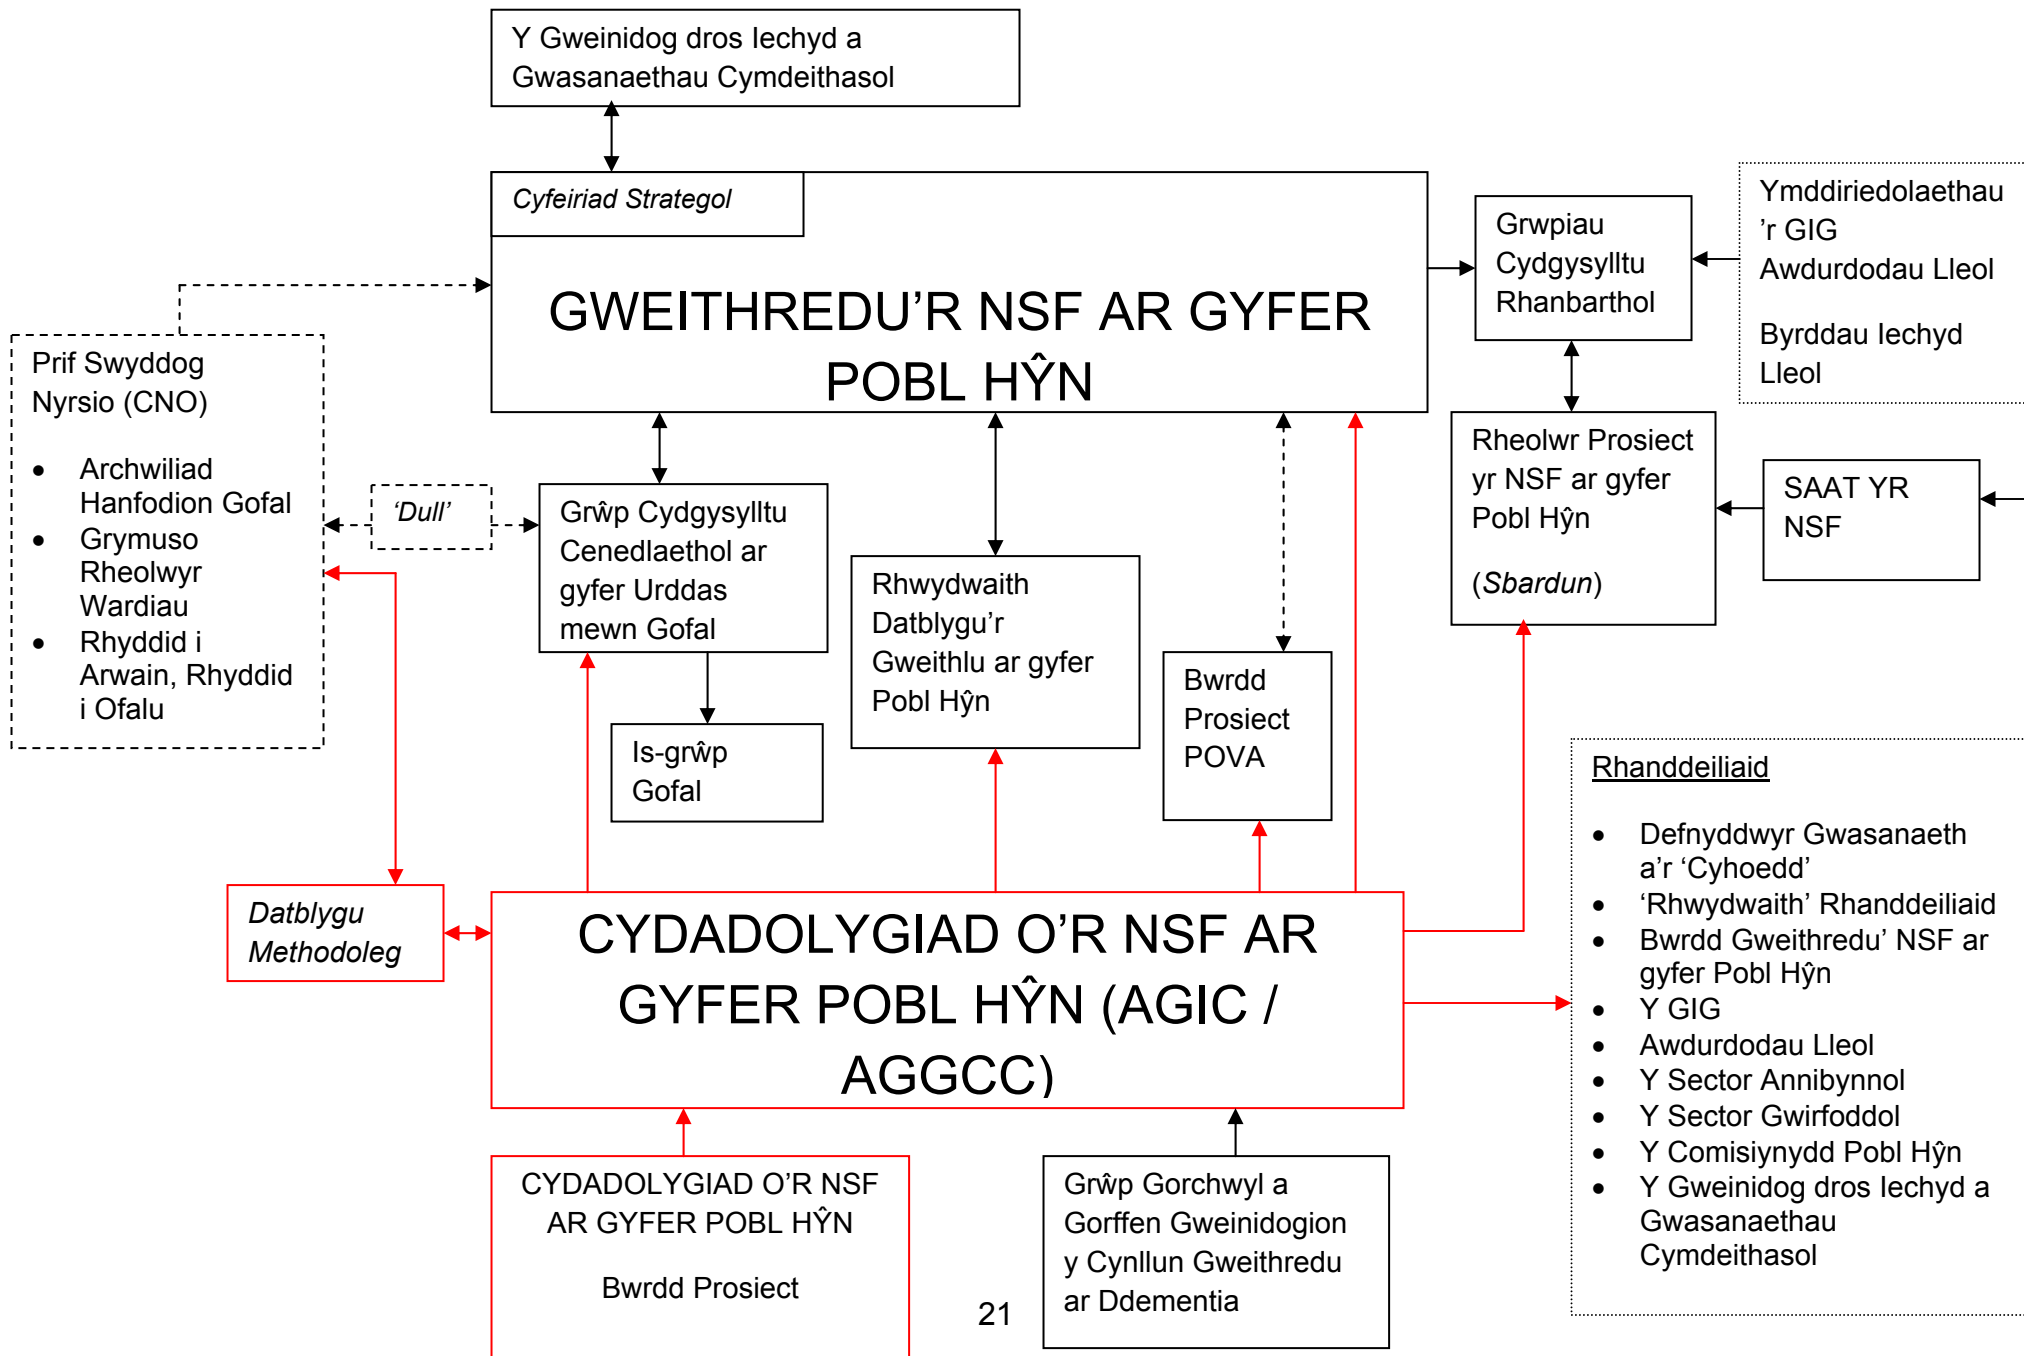 Y Gweinidog dros Iechyd a
Gwasanaethau Cymdeithasol
Cyfeiriad Strategol
GWEITHREDU’R NSF AR GYFER
POBL HŶN
Grwpiau
Cydgysylltu
Rhanbarthol
Ymddiriedolaethau
’r GIG
Awdurdodau Lleol
Byrddau Iechyd
Lleol
Prif Swyddog
Nyrsio (CNO)
• Archwiliad
Hanfodion Gofal
• Grymuso
Rheolwyr
Wardiau
• Rhyddid i
Arwain, Rhyddid
i Ofalu
‘Dull’
Grŵp Cydgysylltu
Cenedlaethol ar
gyfer Urddas
mewn Gofal
Is-grŵp
Gofal
Rhwydwaith
Datblygu’r
Gweithlu ar gyfer
Pobl Hŷn
Bwrdd
Prosiect
POVA
Rheolwr Prosiect
yr NSF ar gyfer
Pobl Hŷn
(Sbardun)
SAAT YR
NSF
Datblygu
Methodoleg
CYDADOLYGIAD O’R NSF AR
GYFER POBL HŶN (AGIC /
AGGCC)
Rhanddeiliaid
• Defnyddwyr Gwasanaeth
a’r ‘Cyhoedd’
• ‘Rhwydwaith’ Rhanddeiliaid
• Bwrdd Gweithredu’ NSF ar
gyfer Pobl Hŷn
• Y GIG
• Awdurdodau Lleol
• Y Sector Annibynnol
• Y Sector Gwirfoddol
• Y Comisiynydd Pobl Hŷn
• Y Gweinidog dros Iechyd a
Gwasanaethau
Cymdeithasol
CYDADOLYGIAD O’R NSF
AR GYFER POBL HŶN
Bwrdd Prosiect
Grŵp Gorchwyl a
Gorffen Gweinidogion
y Cynllun Gweithredu
ar Ddementia
21